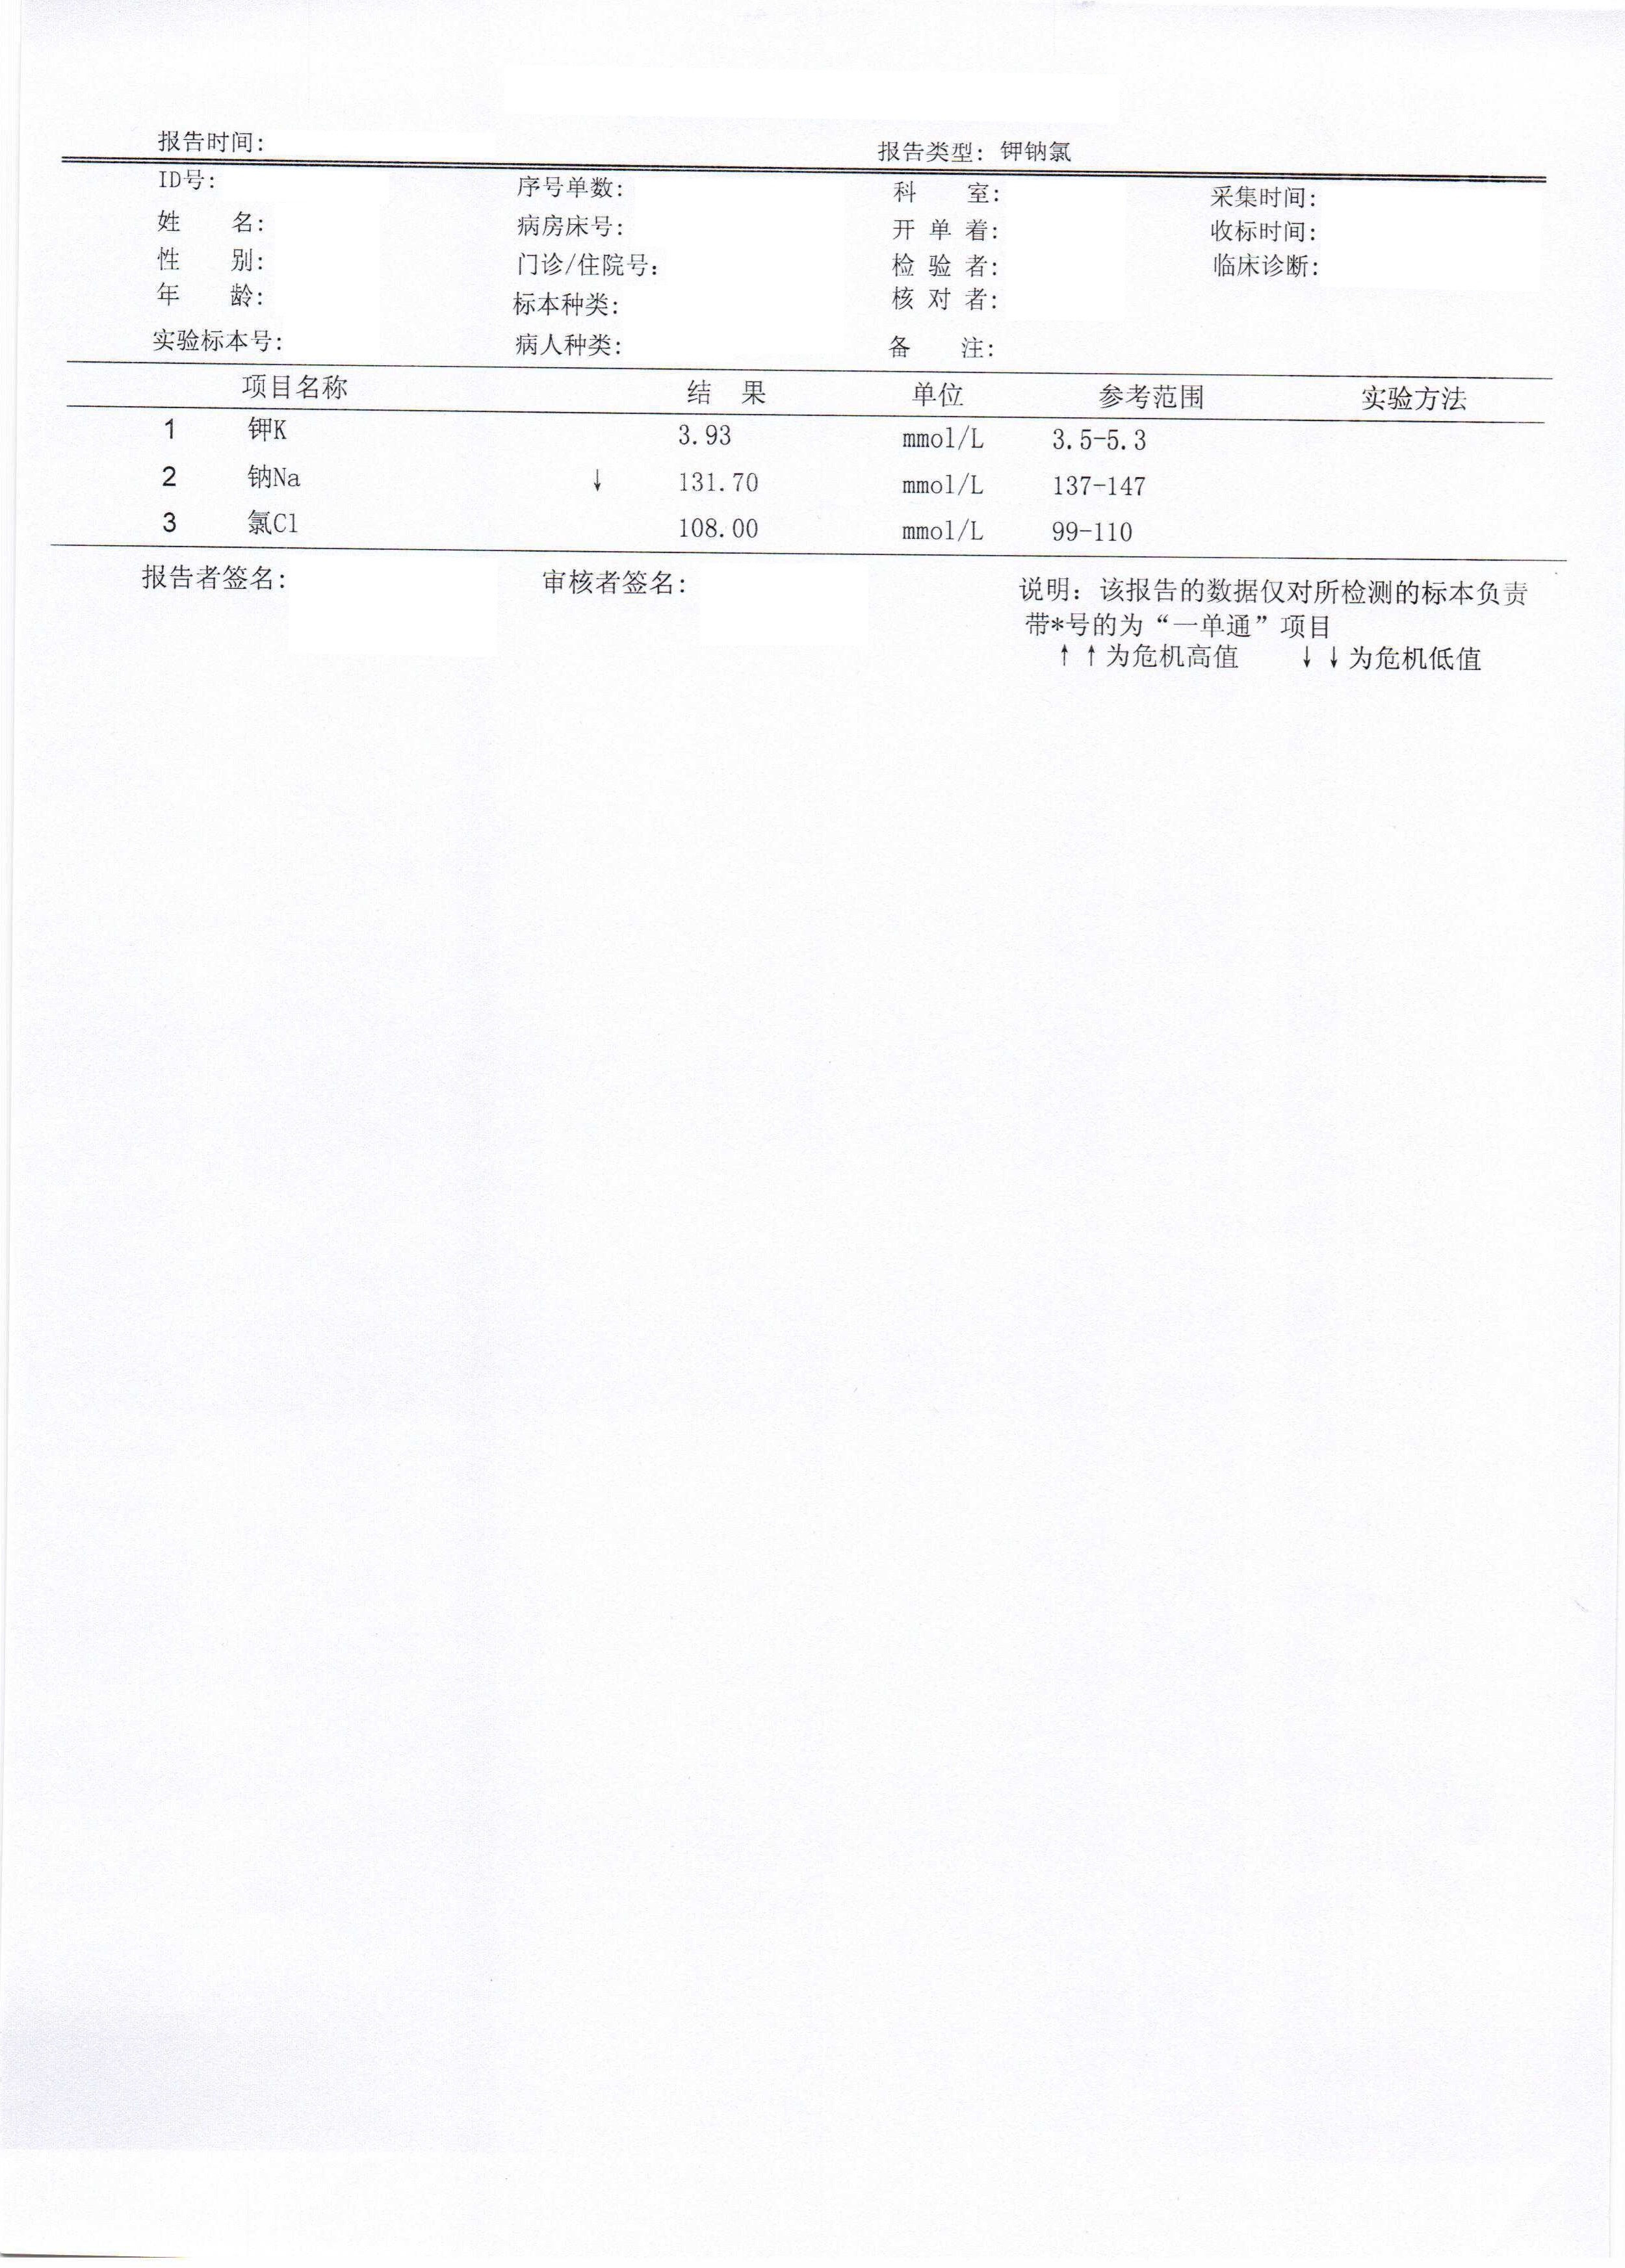 报告时间: 报告类型: 钾钠氯
ID号: 序号单数: 科 室: 采集时间:
姓 名: 病房床号: 开 单 着: 收标时间:
性 别: 门诊/住院号: 检 验 者: 临床诊断:
年 龄: 标本种类: 核 对 者:
实验标本号: 病人种类: 备 注:
项目名称 结 果 单位 参考范围 实验方法
1 钾K 3.93 mmol/L 3.5-5.3
2 钠Na ↓ 131.70 mmol/L 137-147
3 氯Cl 108.00 mmol/L 99-110
报告者签名: 审核者签名: 说明: 该报告的数据仅对所检测的标本负责
带*号的为“一单通”项目
↑↑为危机高值 ↓↓为危机低值